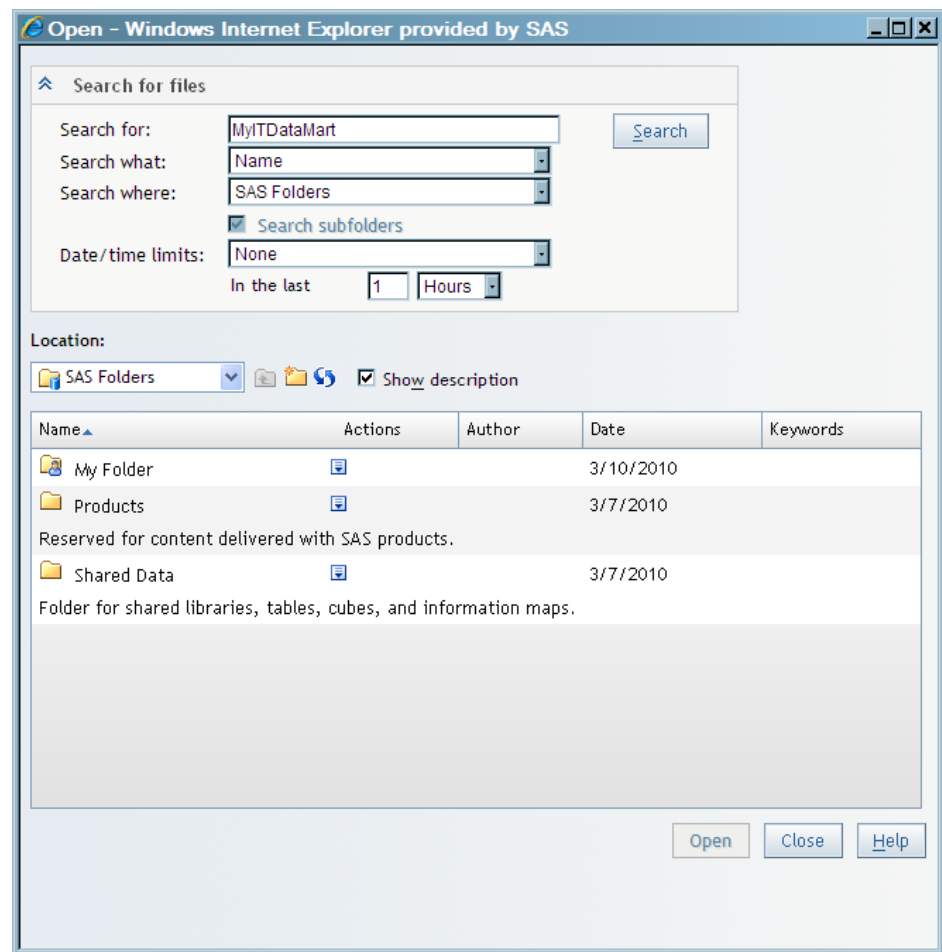 Open - Windows Internet Explorer provided by SAS
Search for files
Search for: MyITDataMart Search
Search what: Name
Search where: SAS Folders
Search subfolders
Date/time limits: None
In the last 1 Hours
Location:
SAS Folders Show description
Name Actions Author Date Keywords
My Folder 3/10/2010
Products 3/7/2010
Reserved for content delivered with SAS products.
Shared Data 3/7/2010
Folder for shared libraries, tables, cubes, and information maps.
Open Close Help